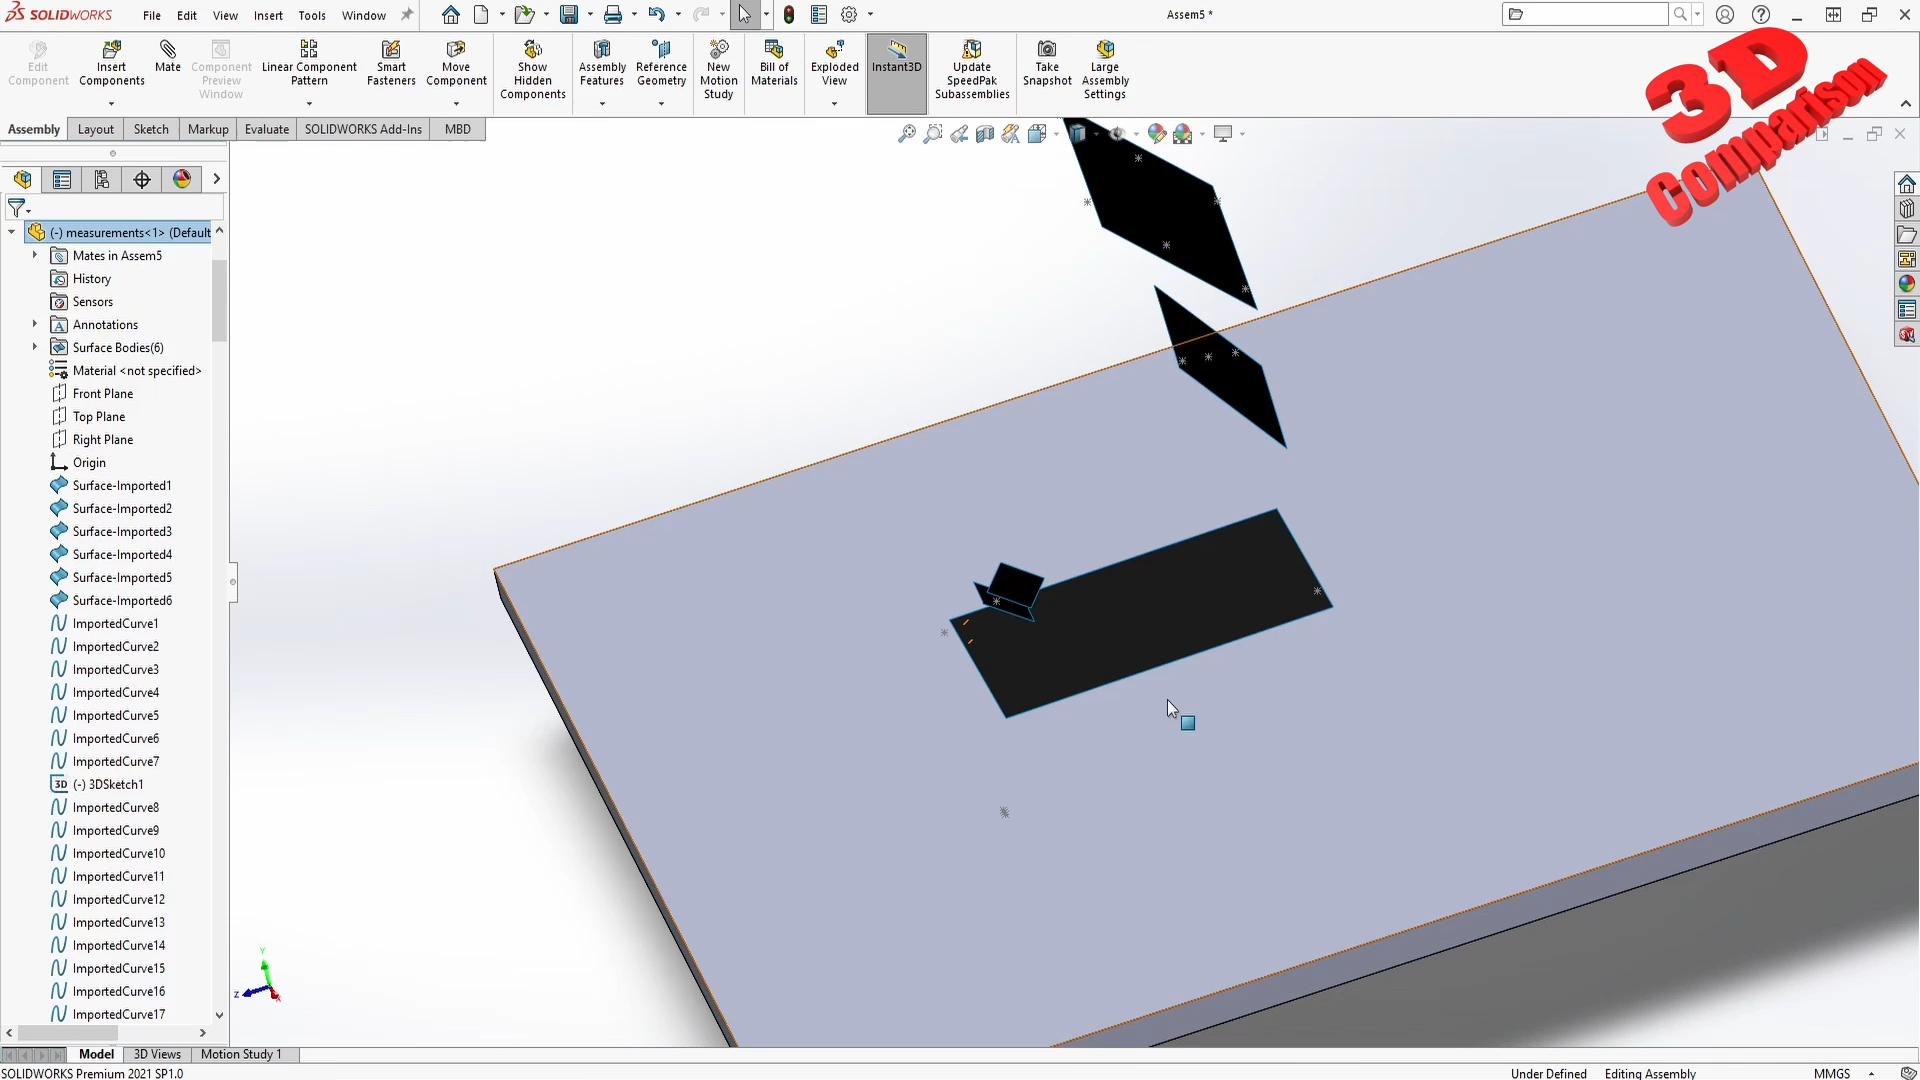 SOLIDWORKS File Edit View Insert Tools Window Assem5 *
Edit Component
Insert Components
Mate
Component Preview Window
Linear Component Pattern
Smart Fasteners
Move Component
Show Hidden Components
Assembly Features
Reference Geometry
New Motion Study
Bill of Materials
Exploded View
Instant3D
Update SpeedPak Subassemblies
Take Snapshot
Large Assembly Settings
3D
Comparison
Assembly Layout Sketch Markup Evaluate SOLIDWORKS Add-Ins MBD
(-) measurements<1> (Default
Mates in Assem5
History
Sensors
Annotations
Surface Bodies(6)
Material <not specified>
Front Plane
Top Plane
Right Plane
Origin
Surface-Imported1
Surface-Imported2
Surface-Imported3
Surface-Imported4
Surface-Imported5
Surface-Imported6
ImportedCurve1
ImportedCurve2
ImportedCurve3
ImportedCurve4
ImportedCurve5
ImportedCurve6
ImportedCurve7
3D (-) 3DSketch1
ImportedCurve8
ImportedCurve9
ImportedCurve10
ImportedCurve11
ImportedCurve12
ImportedCurve13
ImportedCurve14
ImportedCurve15
ImportedCurve16
ImportedCurve17
Y
Z
X
Model 3D Views Motion Study 1
SOLIDWORKS Premium 2021 SP1.0 Under Defined Editing Assembly MMGS